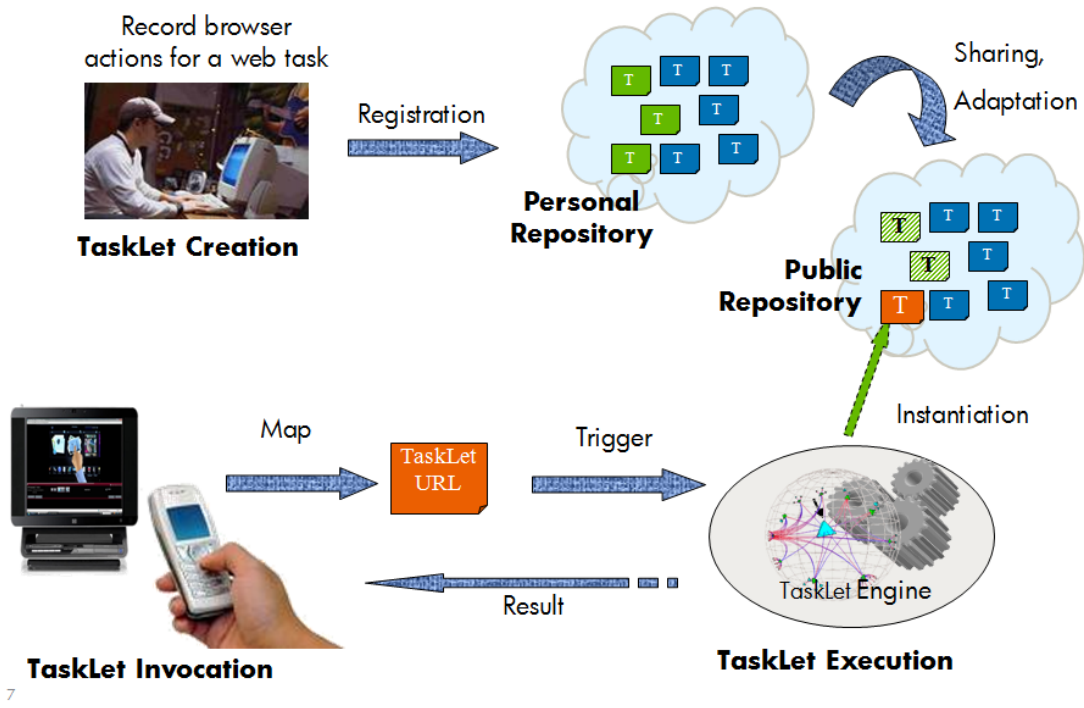 Record browser
actions for a web task
Registration
TaskLet Creation
T
T
T
T
T
T
T
T
T
Personal
Repository
Sharing,
Adaptation
T
T
T
T
T
T
T
T
T
Public
Repository
Instantiation
Map
TaskLet
URL
Trigger
Result
TaskLet Engine
TaskLet Invocation
TaskLet Execution
7